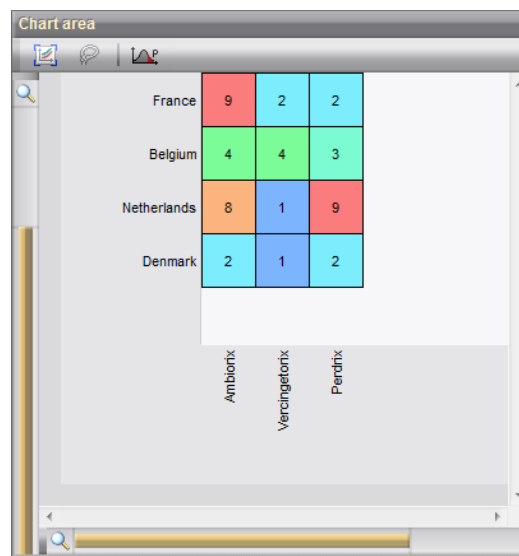 Chart area
P
France 9 2 2
Belgium 4 4 3
Netherlands 8 1 9
Denmark 2 1 2
Ambiorix
Vercingetorix
Perdrix